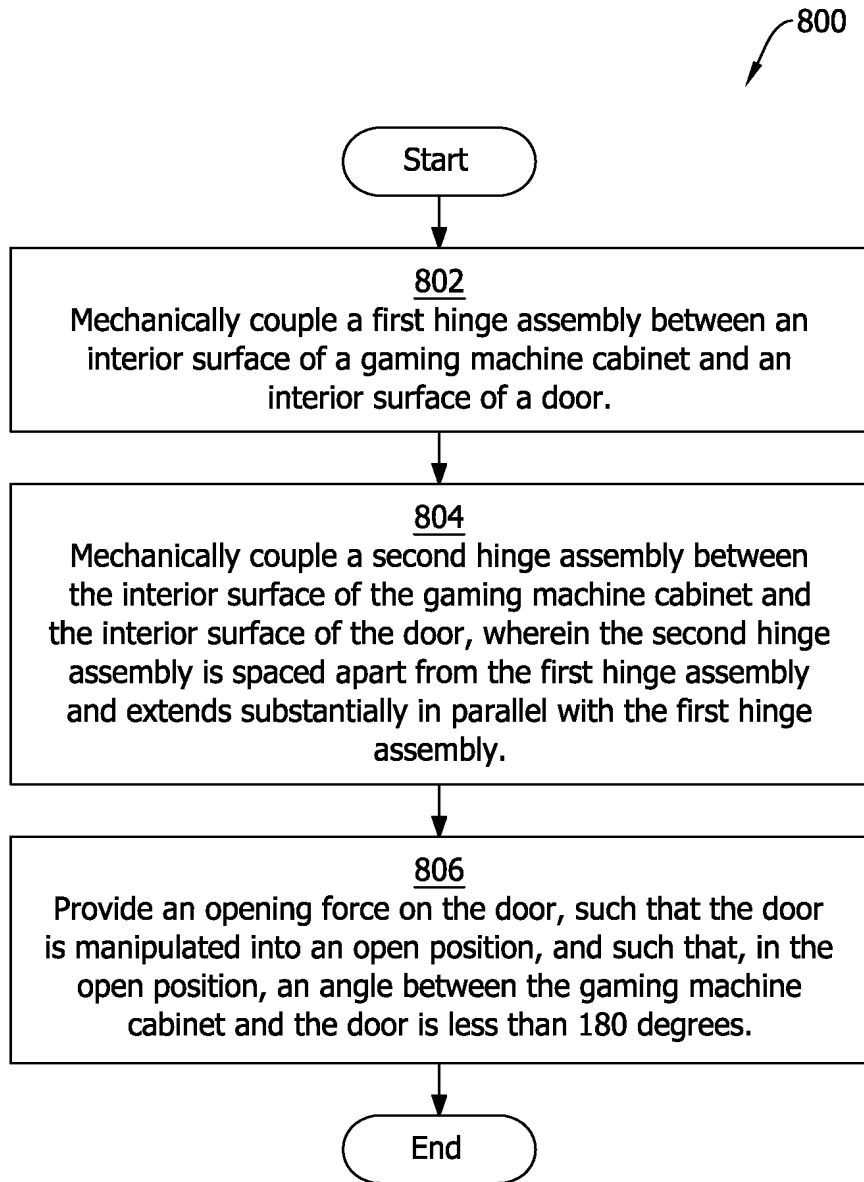 800
Start
802
Mechanically couple a first hinge assembly between an
interior surface of a gaming machine cabinet and an
interior surface of a door.
804
Mechanically couple a second hinge assembly between
the interior surface of the gaming machine cabinet and
the interior surface of the door, wherein the second hinge
assembly is spaced apart from the first hinge assembly
and extends substantially in parallel with the first hinge
assembly.
806
Provide an opening force on the door, such that the door
is manipulated into an open position, and such that, in the
open position, an angle between the gaming machine
cabinet and the door is less than 180 degrees.
End